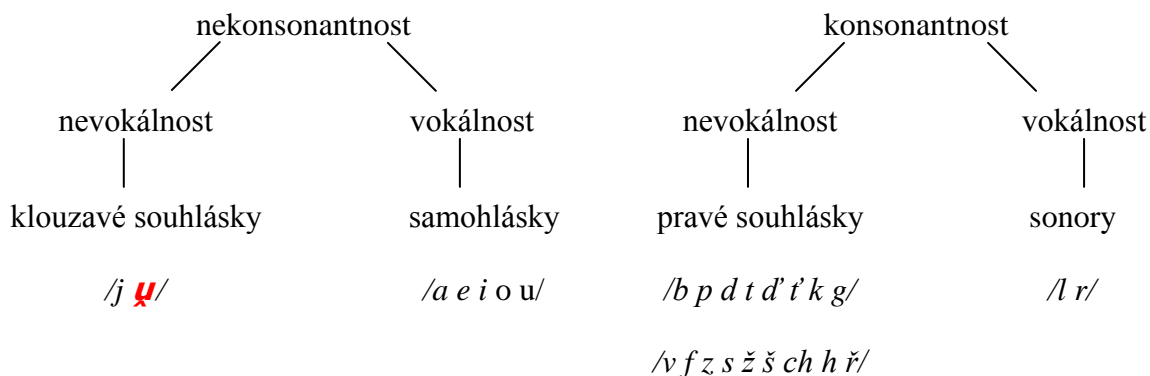 nekonsonantnost konsonantnost
nevokálnost vokálnost nevokálnost vokálnost
klouzavé souhlásky samohlásky pravé souhlásky sonory
/j u̯/ /a e i o u/ /b p d t ď ť k g/ /l r/
/v f z s ž š ch h ř/